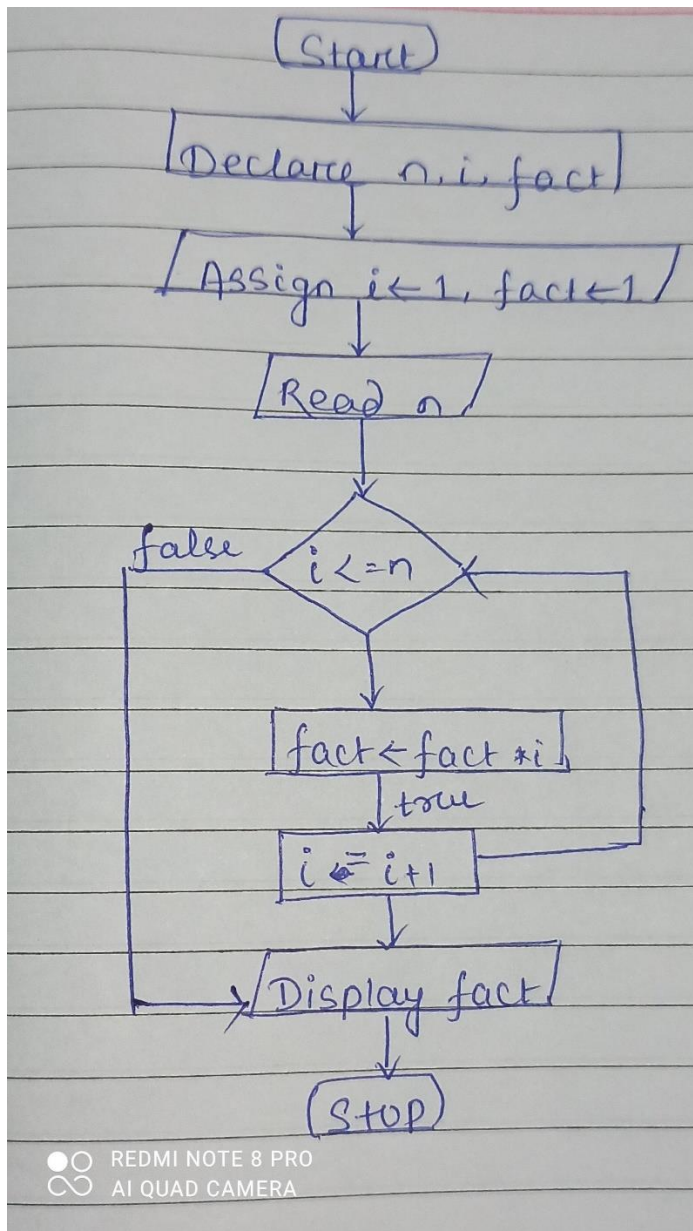 Start
Declare n, i, fact
Assign i ← 1, fact ← 1
Read n
false
i <= n
fact ← fact * i
true
i ← = i + 1
Display fact
Stop
REDMI NOTE 8 PRO
AI QUAD CAMERA